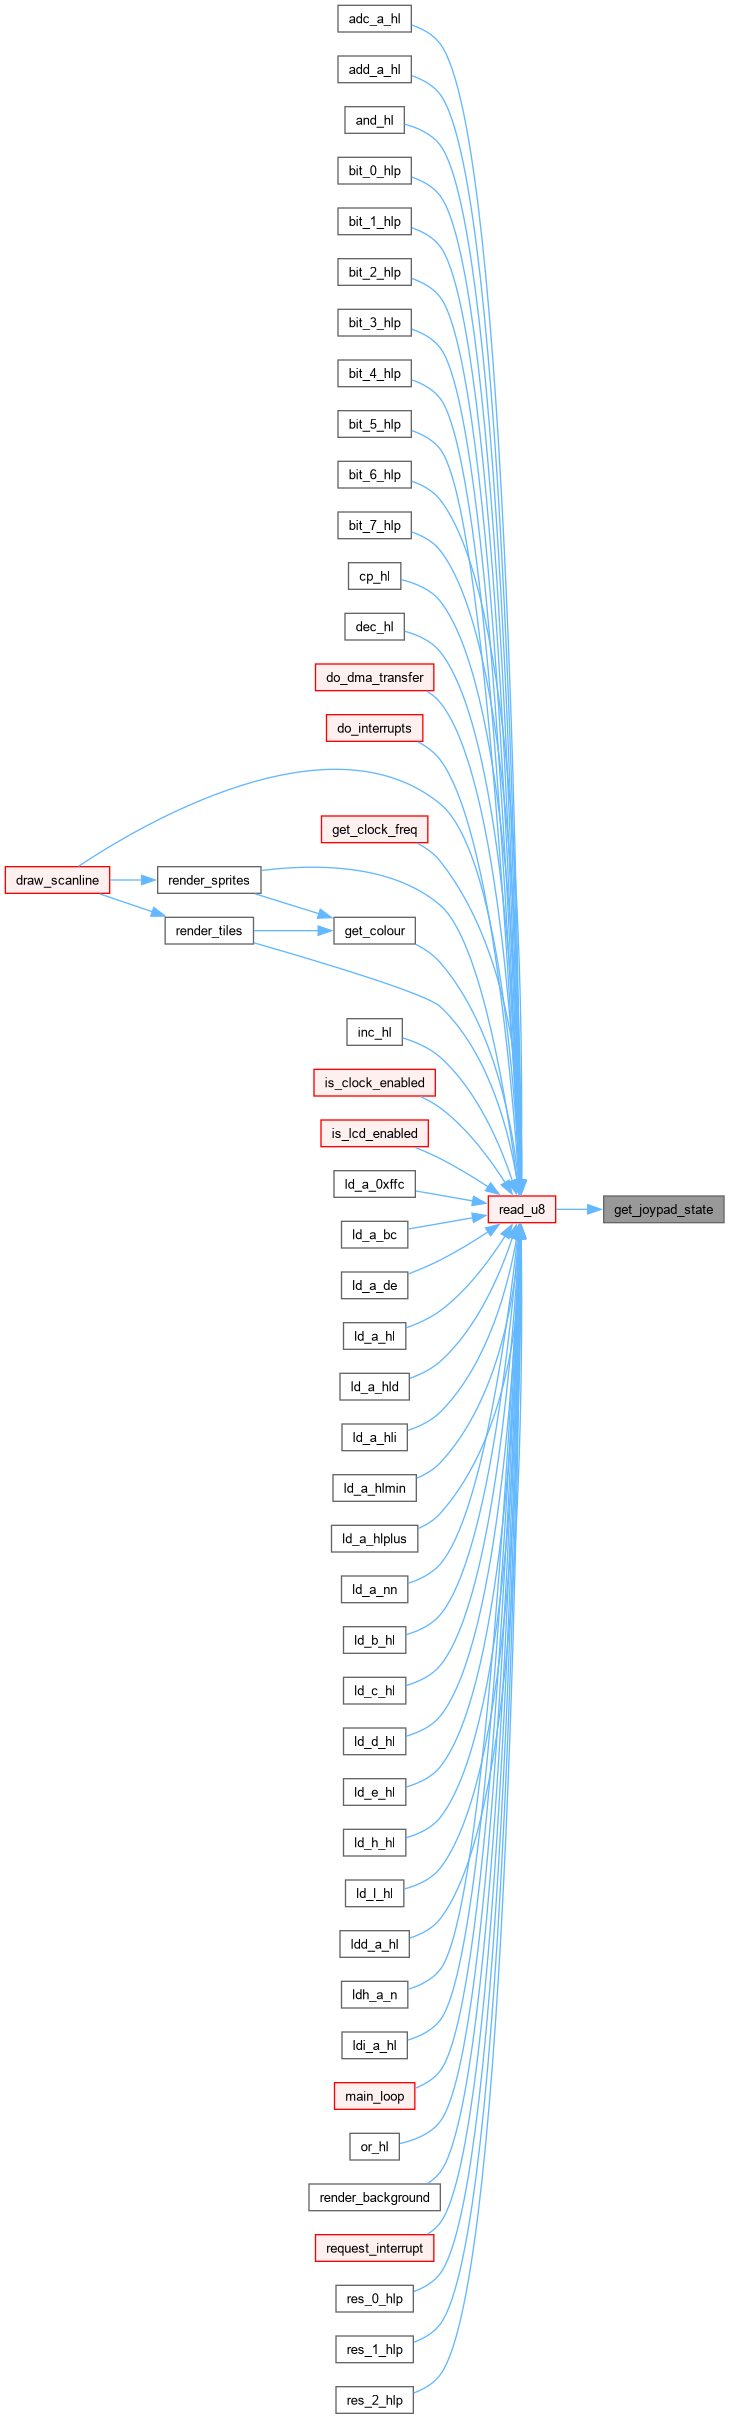 adc_a_hl
add_a_hl
and_hl
bit_0_hlp
bit_1_hlp
bit_2_hlp
bit_3_hlp
bit_4_hlp
bit_5_hlp
bit_6_hlp
bit_7_hlp
cp_hl
dec_hl
do_dma_transfer
do_interrupts
get_clock_freq
draw_scanline
render_sprites
render_tiles
get_colour
inc_hl
is_clock_enabled
is_lcd_enabled
ld_a_0xffc
read_u8
get_joypad_state
ld_a_bc
ld_a_de
ld_a_hl
ld_a_hld
ld_a_hli
ld_a_hlmin
ld_a_hlplus
ld_a_nn
ld_b_hl
ld_c_hl
ld_d_hl
ld_e_hl
ld_h_hl
ld_l_hl
ldd_a_hl
ldh_a_n
ldi_a_hl
main_loop
or_hl
render_background
request_interrupt
res_0_hlp
res_1_hlp
res_2_hlp